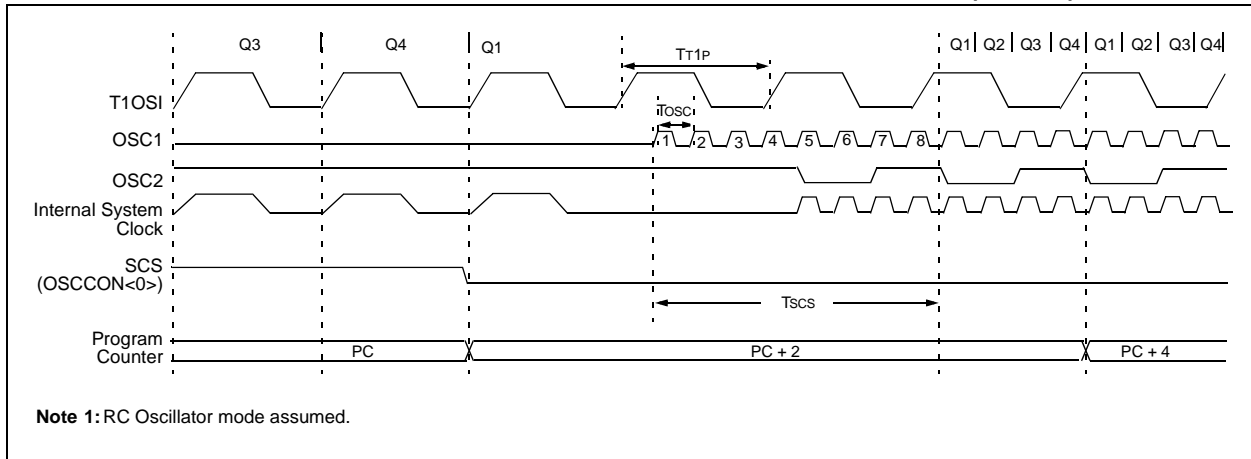 Q3 Q4 Q1 Q1 Q2 Q3 Q4 Q1 Q2 Q3 Q4
TT1P
T1OSI
TOSC
OSC1 1 2 3 4 5 6 7 8
OSC2
Internal System
Clock
SCS
(OSCCON<0>)
TSCS
Program
Counter
PC PC + 2 PC + 4
Note 1: RC Oscillator mode assumed.